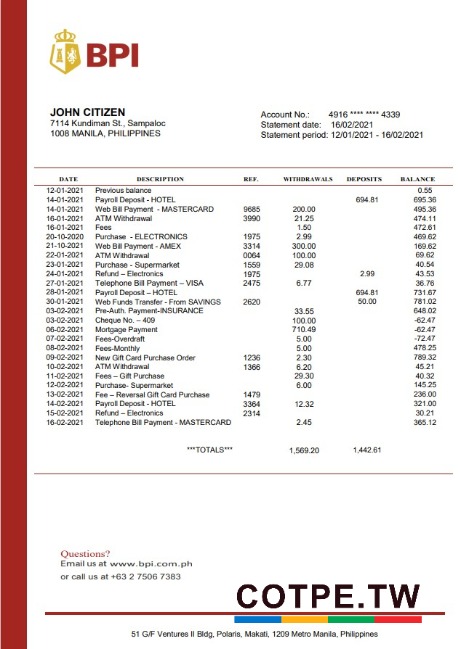 BPI
JOHN CITIZEN
7114 Kundiman St., Sampaloc
1008 MANILA, PHILIPPINES
Account No.: 4916 **** **** 4339
Statement date: 16/02/2021
Statement period: 12/01/2021 - 16/02/2021
DATE DESCRIPTION REF. WITHDRAWALS DEPOSITS BALANCE
12-01-2021 Previous balance 0.55
14-01-2021 Payroll Deposit - HOTEL 694.81 695.36
14-01-2021 Web Bill Payment - MASTERCARD 9685 200.00 495.36
16-01-2021 ATM Withdrawal 3990 21.25 474.11
16-01-2021 Fees 1.50 472.61
20-10-2020 Purchase - ELECTRONICS 1975 2.99 469.62
21-10-2021 Web Bill Payment - AMEX 3314 300.00 169.62
22-01-2021 ATM Withdrawal 0064 100.00 69.62
23-01-2021 Purchase - Supermarket 1559 29.08 40.54
24-01-2021 Refund – Electronics 1975 2.99 43.53
27-01-2021 Telephone Bill Payment – VISA 2475 6.77 36.76
28-01-2021 Payroll Deposit – HOTEL 694.81 731.67
30-01-2021 Web Funds Transfer - From SAVINGS 2620 50.00 781.02
03-02-2021 Pre-Auth. Payment-INSURANCE 33.55 648.02
03-02-2021 Cheque No. – 409 100.00 -62.47
06-02-2021 Mortgage Payment 710.49 -62.47
07-02-2021 Fees-Overdraft 5.00 -72.47
08-02-2021 Fees-Monthly 5.00 478.25
09-02-2021 New Gift Card Purchase Order 1236 2.30 789.32
10-02-2021 ATM Withdrawal 1366 6.20 45.21
11-02-2021 Fees – Gift Purchase 29.30 40.32
12-02-2021 Purchase- Supermarket 6.00 145.25
13-02-2021 Fee – Reversal Gift Card Purchase 1479 236.00
14-02-2021 Payroll Deposit - HOTEL 3364 12.32 321.00
15-02-2021 Refund – Electronics 2314 30.21
16-02-2021 Telephone Bill Payment - MASTERCARD 2.45 365.12
***TOTALS*** 1,569.20 1,442.61
Questions?
Email us at www.bpi.com.ph
or call us at +63 2 7506 7383
COTPE.TW
51 G/F Ventures II Bldg, Polaris, Makati, 1209 Metro Manila, Philippines